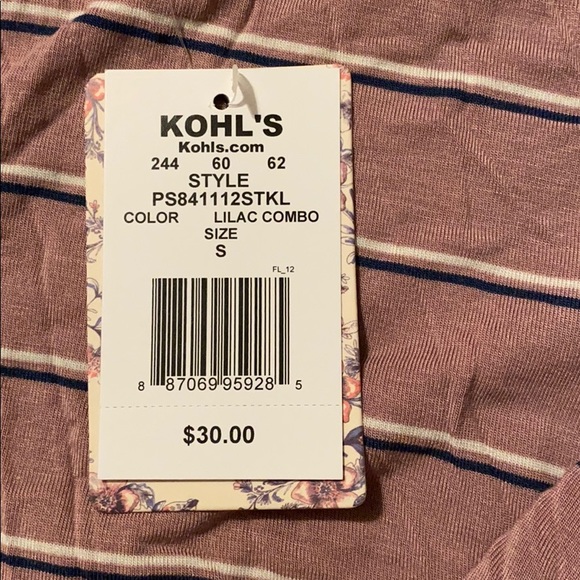 KOHL'S
Kohls.com
244 60 62
STYLE
PS841112STKL
COLOR LILAC COMBO
SIZE
S
FL_12
8 87069 95928 5
$30.00